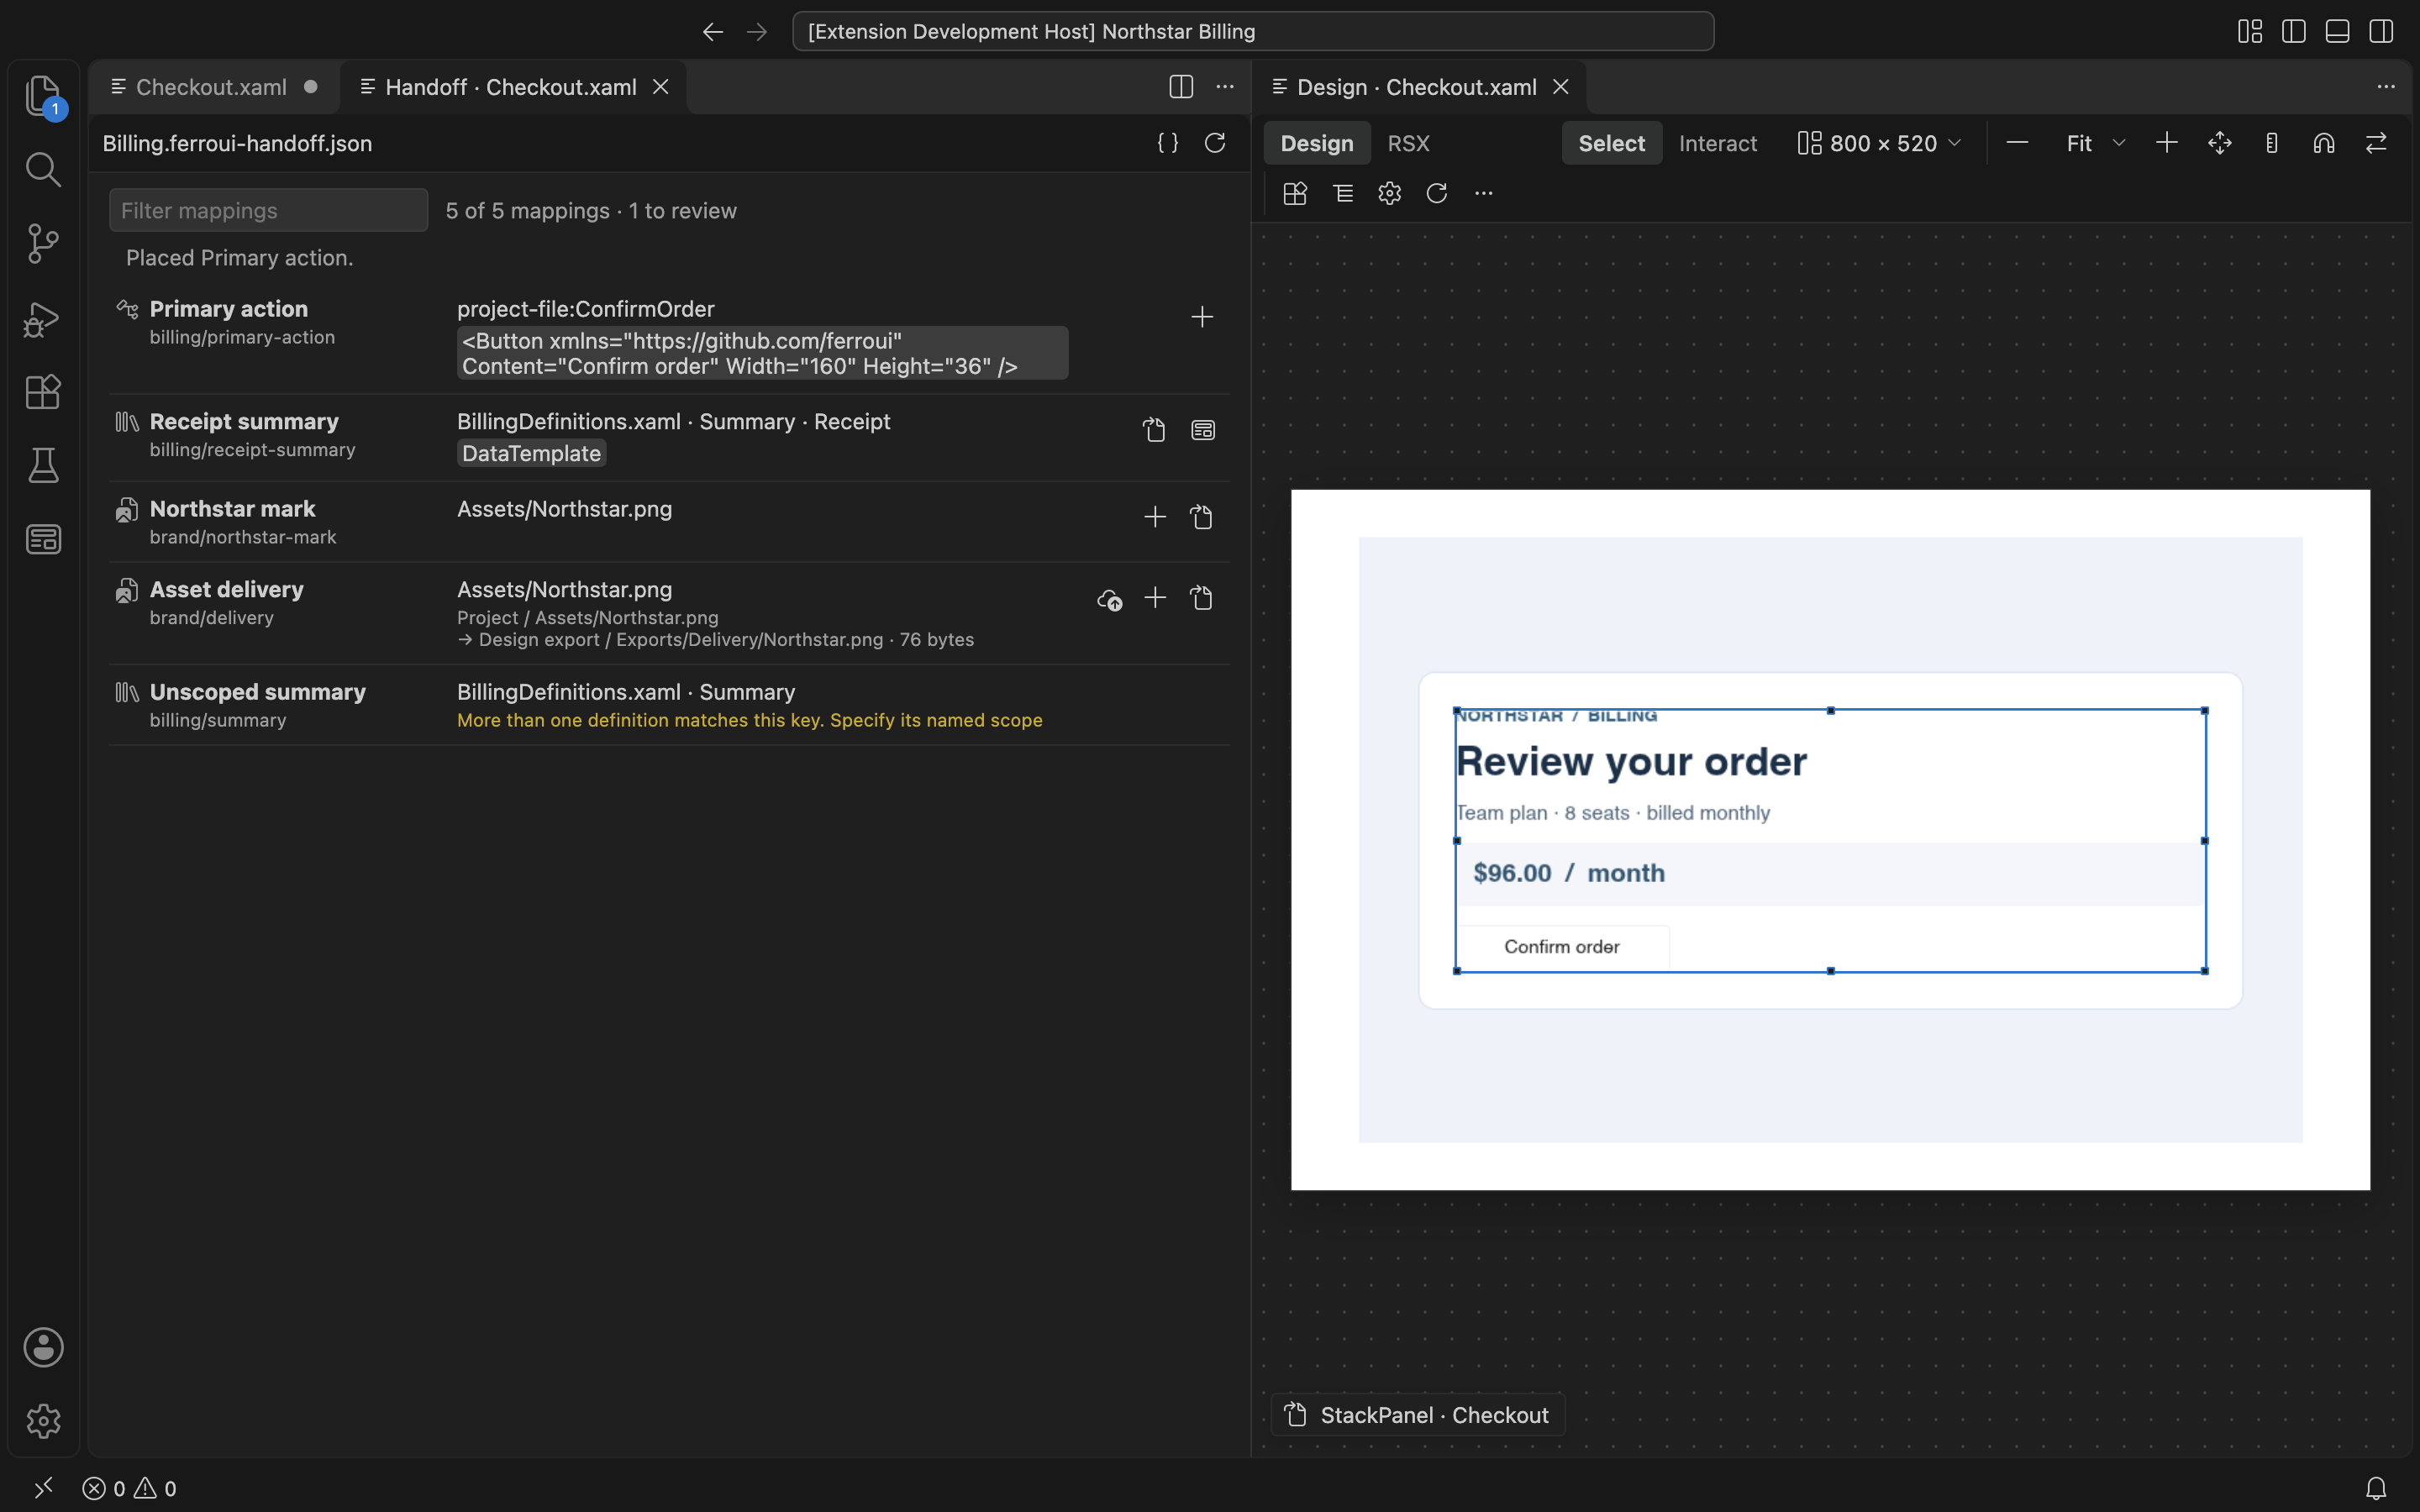 [Extension Development Host] Northstar Billing
1
Checkout.xaml
Handoff · Checkout.xaml
Billing.ferroui-handoff.json
Filter mappings
5 of 5 mappings · 1 to review
Placed Primary action.
Primary action
billing/primary-action
project-file:ConfirmOrder
<Button xmlns="https://github.com/ferroui"
Content="Confirm order" Width="160" Height="36" />
Receipt summary
billing/receipt-summary
BillingDefinitions.xaml · Summary · Receipt
DataTemplate
Northstar mark
brand/northstar-mark
Assets/Northstar.png
Asset delivery
brand/delivery
Assets/Northstar.png
Project / Assets/Northstar.png
→ Design export / Exports/Delivery/Northstar.png · 76 bytes
Unscoped summary
billing/summary
BillingDefinitions.xaml · Summary
More than one definition matches this key. Specify its named scope
Design · Checkout.xaml
Design RSX Select Interact 800 × 520 Fit
NORTHSTAR / BILLING
Review your order
Team plan · 8 seats · billed monthly
$96.00 / month
Confirm order
StackPanel · Checkout
0 0